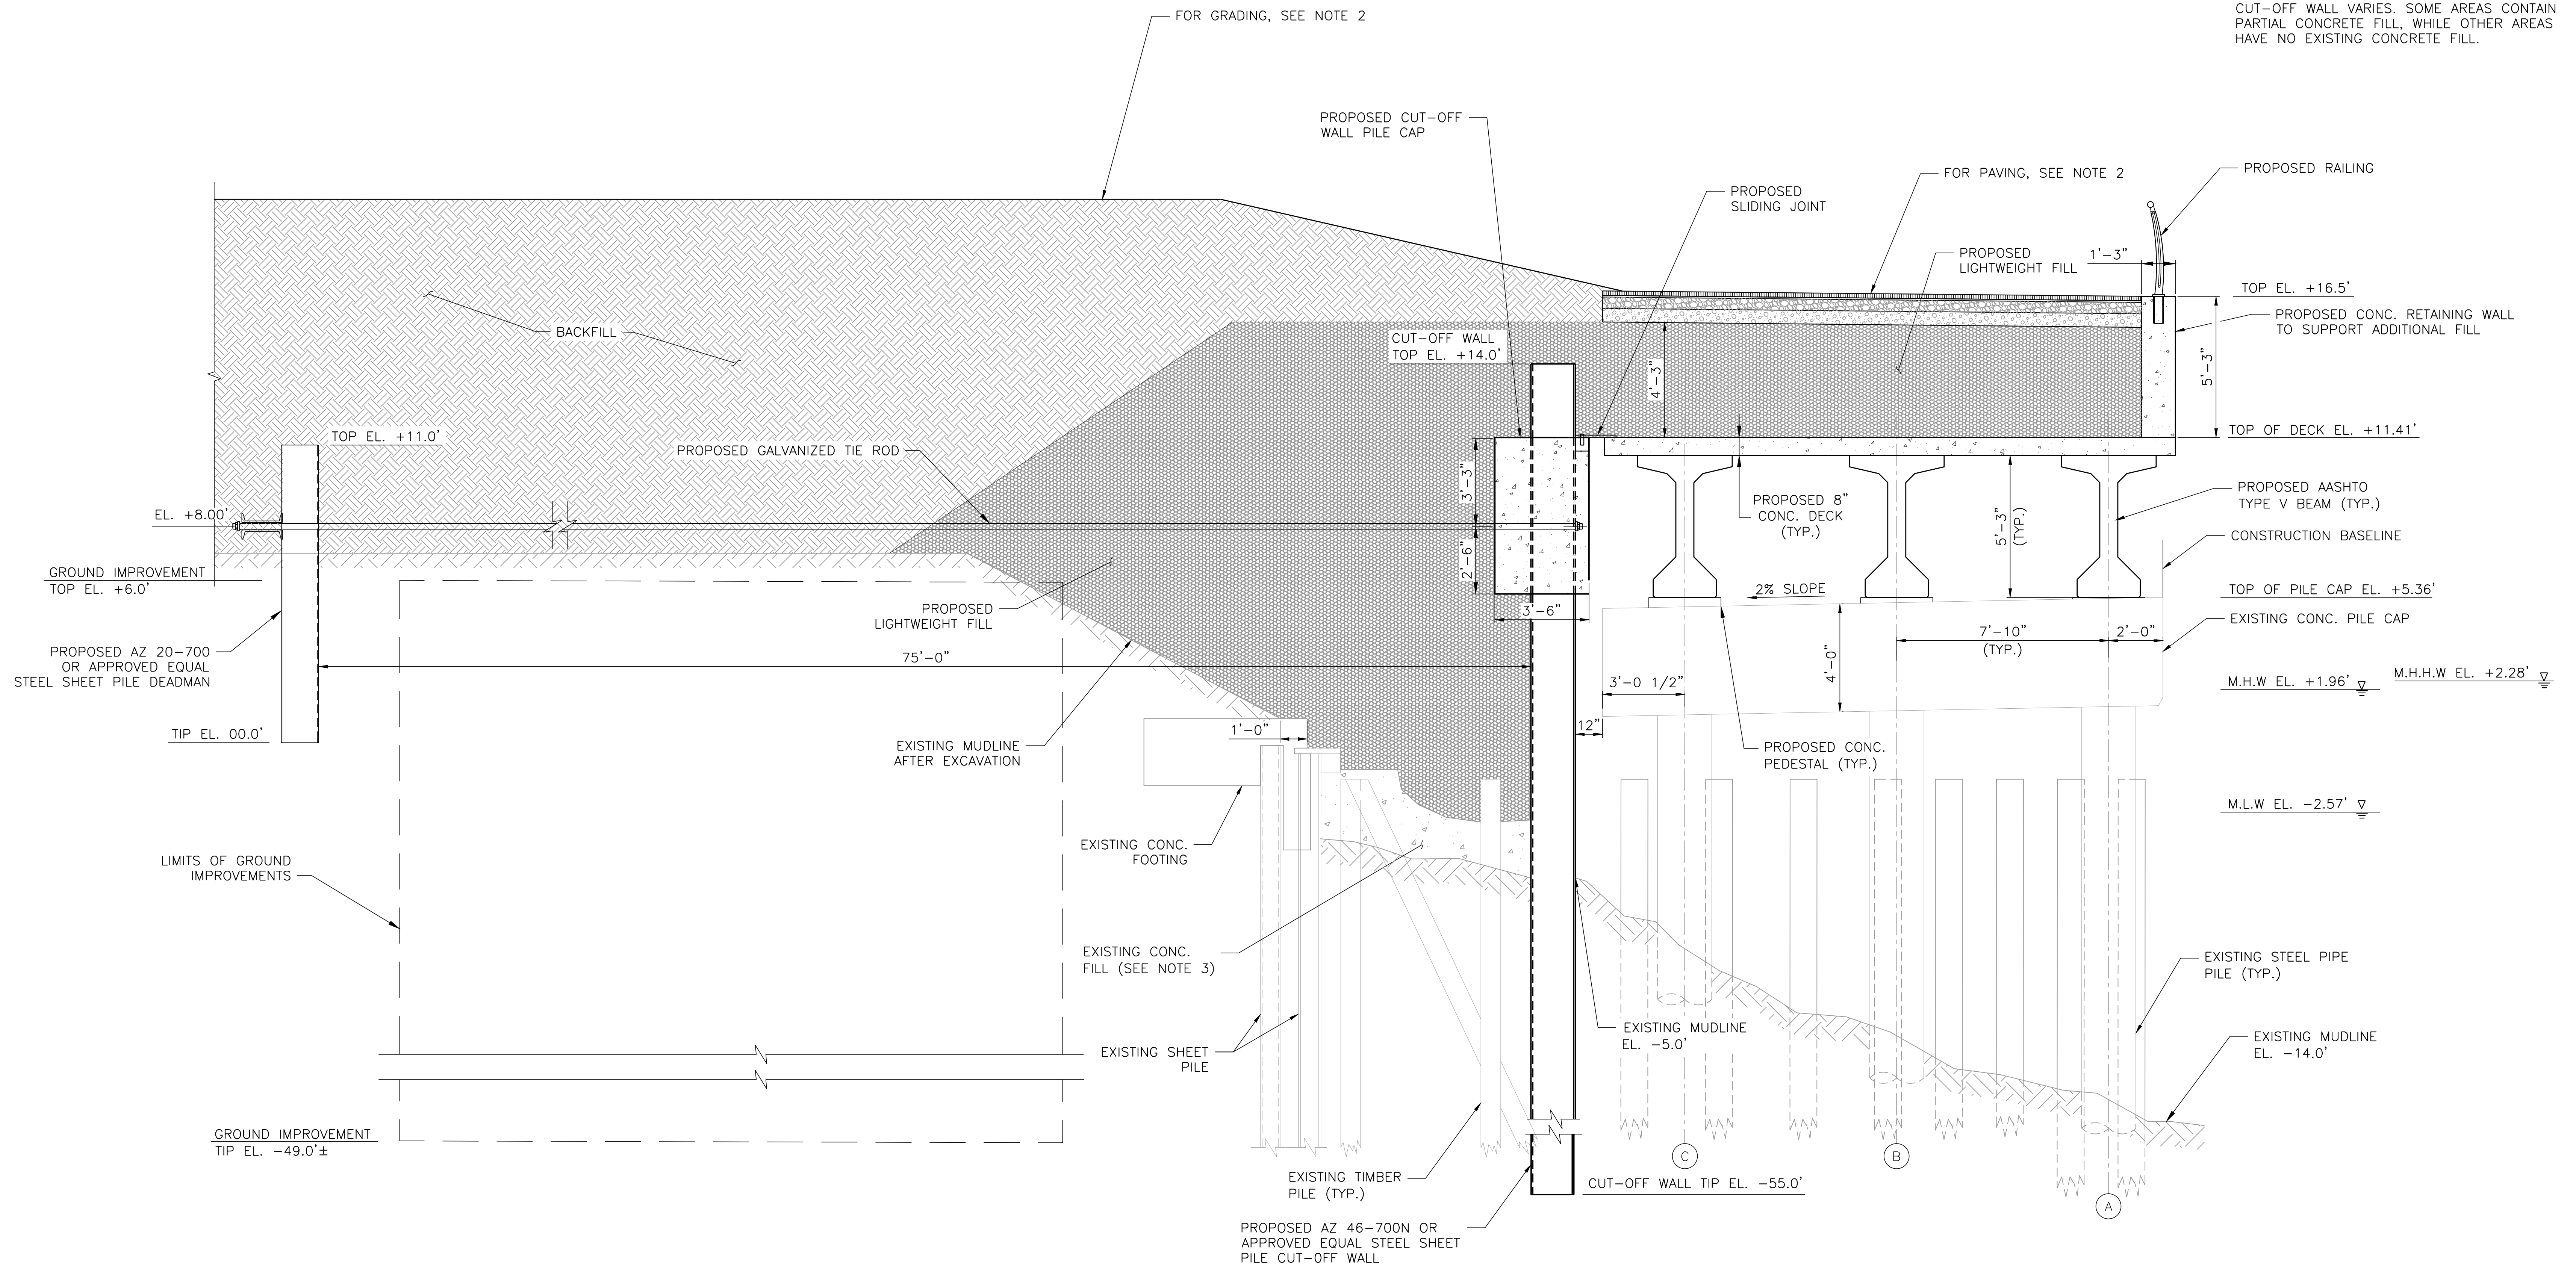 CUT-OFF WALL VARIES. SOME AREAS CONTAIN
PARTIAL CONCRETE FILL, WHILE OTHER AREAS
HAVE NO EXISTING CONCRETE FILL.
FOR GRADING, SEE NOTE 2
PROPOSED CUT-OFF
WALL PILE CAP
PROPOSED
SLIDING JOINT
FOR PAVING, SEE NOTE 2
PROPOSED RAILING
PROPOSED
LIGHTWEIGHT FILL
1'-3"
TOP EL. +16.5'
PROPOSED CONC. RETAINING WALL
TO SUPPORT ADDITIONAL FILL
BACKFILL
CUT-OFF WALL
TOP EL. +14.0'
4'-3"
5'-3"
TOP EL. +11.0'
TOP OF DECK EL. +11.41'
PROPOSED GALVANIZED TIE ROD
3'-3"
PROPOSED 8"
CONC. DECK
(TYP.)
5'-3"
(TYP.)
PROPOSED AASHTO
TYPE V BEAM (TYP.)
EL. +8.00'
CONSTRUCTION BASELINE
2'-6"
GROUND IMPROVEMENT
TOP EL. +6.0'
2% SLOPE
TOP OF PILE CAP EL. +5.36'
PROPOSED
LIGHTWEIGHT FILL
3'-6"
EXISTING CONC. PILE CAP
7'-10"
(TYP.)
2'-0"
PROPOSED AZ 20-700
OR APPROVED EQUAL
STEEL SHEET PILE DEADMAN
75'-0"
4'-0"
3'-0 1/2"
M.H.W EL. +1.96'
M.H.H.W EL. +2.28'
TIP EL. 00.0'
1'-0"
12"
EXISTING MUDLINE
AFTER EXCAVATION
PROPOSED CONC.
PEDESTAL (TYP.)
M.L.W EL. -2.57'
EXISTING CONC.
FOOTING
LIMITS OF GROUND
IMPROVEMENTS
EXISTING CONC.
FILL (SEE NOTE 3)
EXISTING STEEL PIPE
PILE (TYP.)
EXISTING MUDLINE
EL. -5.0'
EXISTING MUDLINE
EL. -14.0'
EXISTING SHEET
PILE
GROUND IMPROVEMENT
TIP EL. -49.0'±
C
B
A
EXISTING TIMBER
PILE (TYP.)
CUT-OFF WALL TIP EL. -55.0'
PROPOSED AZ 46-700N OR
APPROVED EQUAL STEEL SHEET
PILE CUT-OFF WALL